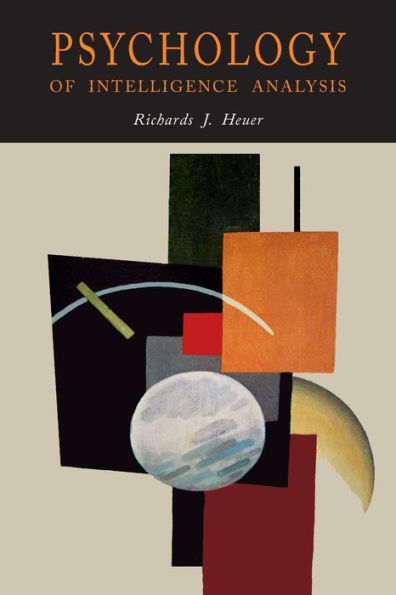 PSYCHOLOGY
OF INTELLIGENCE ANALYSIS
Richards J. Heuer